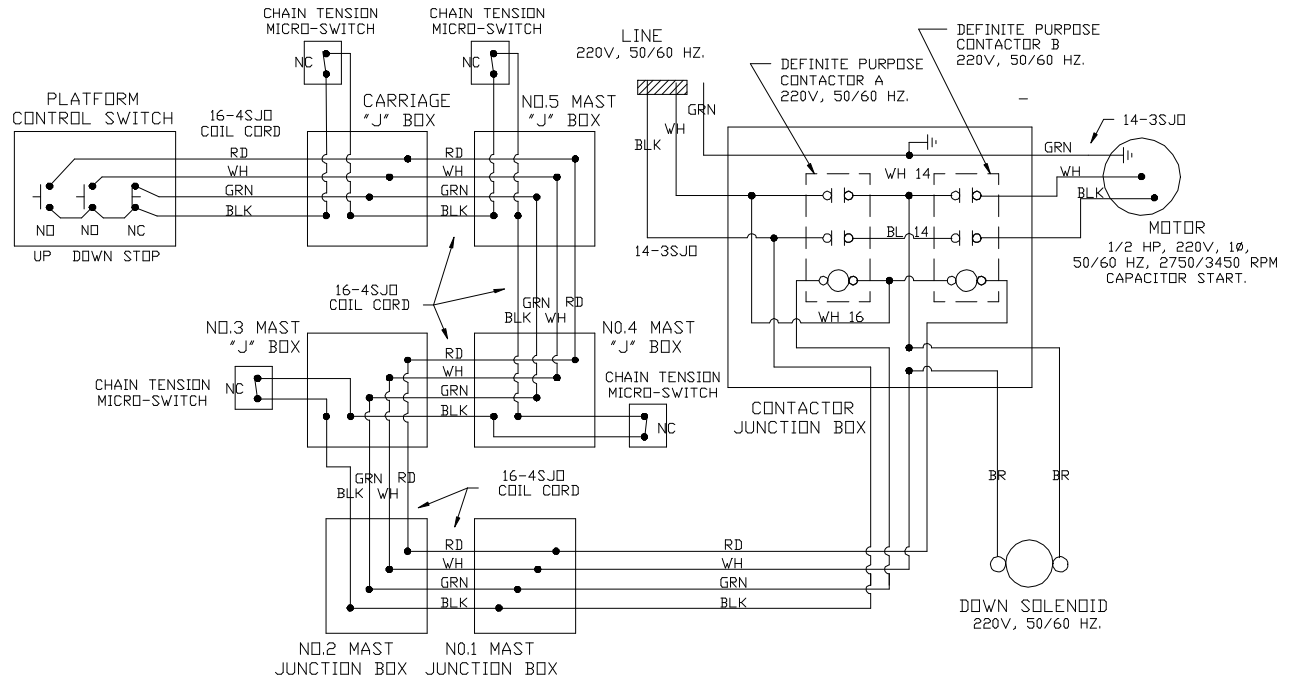 CHAIN TENSION
MICRO-SWITCH
NC
CHAIN TENSION
MICRO-SWITCH
NC
LINE
220V, 50/60 HZ.
DEFINITE PURPOSE
CONTACTOR A
220V, 50/60 HZ.
DEFINITE PURPOSE
CONTACTOR B
220V, 50/60 HZ.
PLATFORM
CONTROL SWITCH
16-4SJO
COIL CORD
CARRIAGE
"J" BOX
NO.5 MAST
"J" BOX
RD
WH
GRN
BLK
RD
WH
GRN
BLK
NO
NO
NC
UP
DOWN
STOP
BLK
WH
GRN
14-3SJO
GRN
WH
BLK
WH 14
BL 14
WH 16
14-3SJO
MOTOR
1/2 HP, 220V, 1Ø,
50/60 HZ, 2750/3450 RPM
CAPACITOR START.
16-4SJO
COIL CORD
GRN
RD
BLK
WH
NO.3 MAST
"J" BOX
NO.4 MAST
"J" BOX
RD
WH
GRN
BLK
CHAIN TENSION
MICRO-SWITCH
NC
CHAIN TENSION
MICRO-SWITCH
NC
CONTACTOR
JUNCTION BOX
GRN
RD
BLK
WH
16-4SJO
COIL CORD
BR
BR
RD
WH
GRN
BLK
RD
WH
GRN
BLK
DOWN SOLENOID
220V, 50/60 HZ.
NO.2 MAST
JUNCTION BOX
NO.1 MAST
JUNCTION BOX